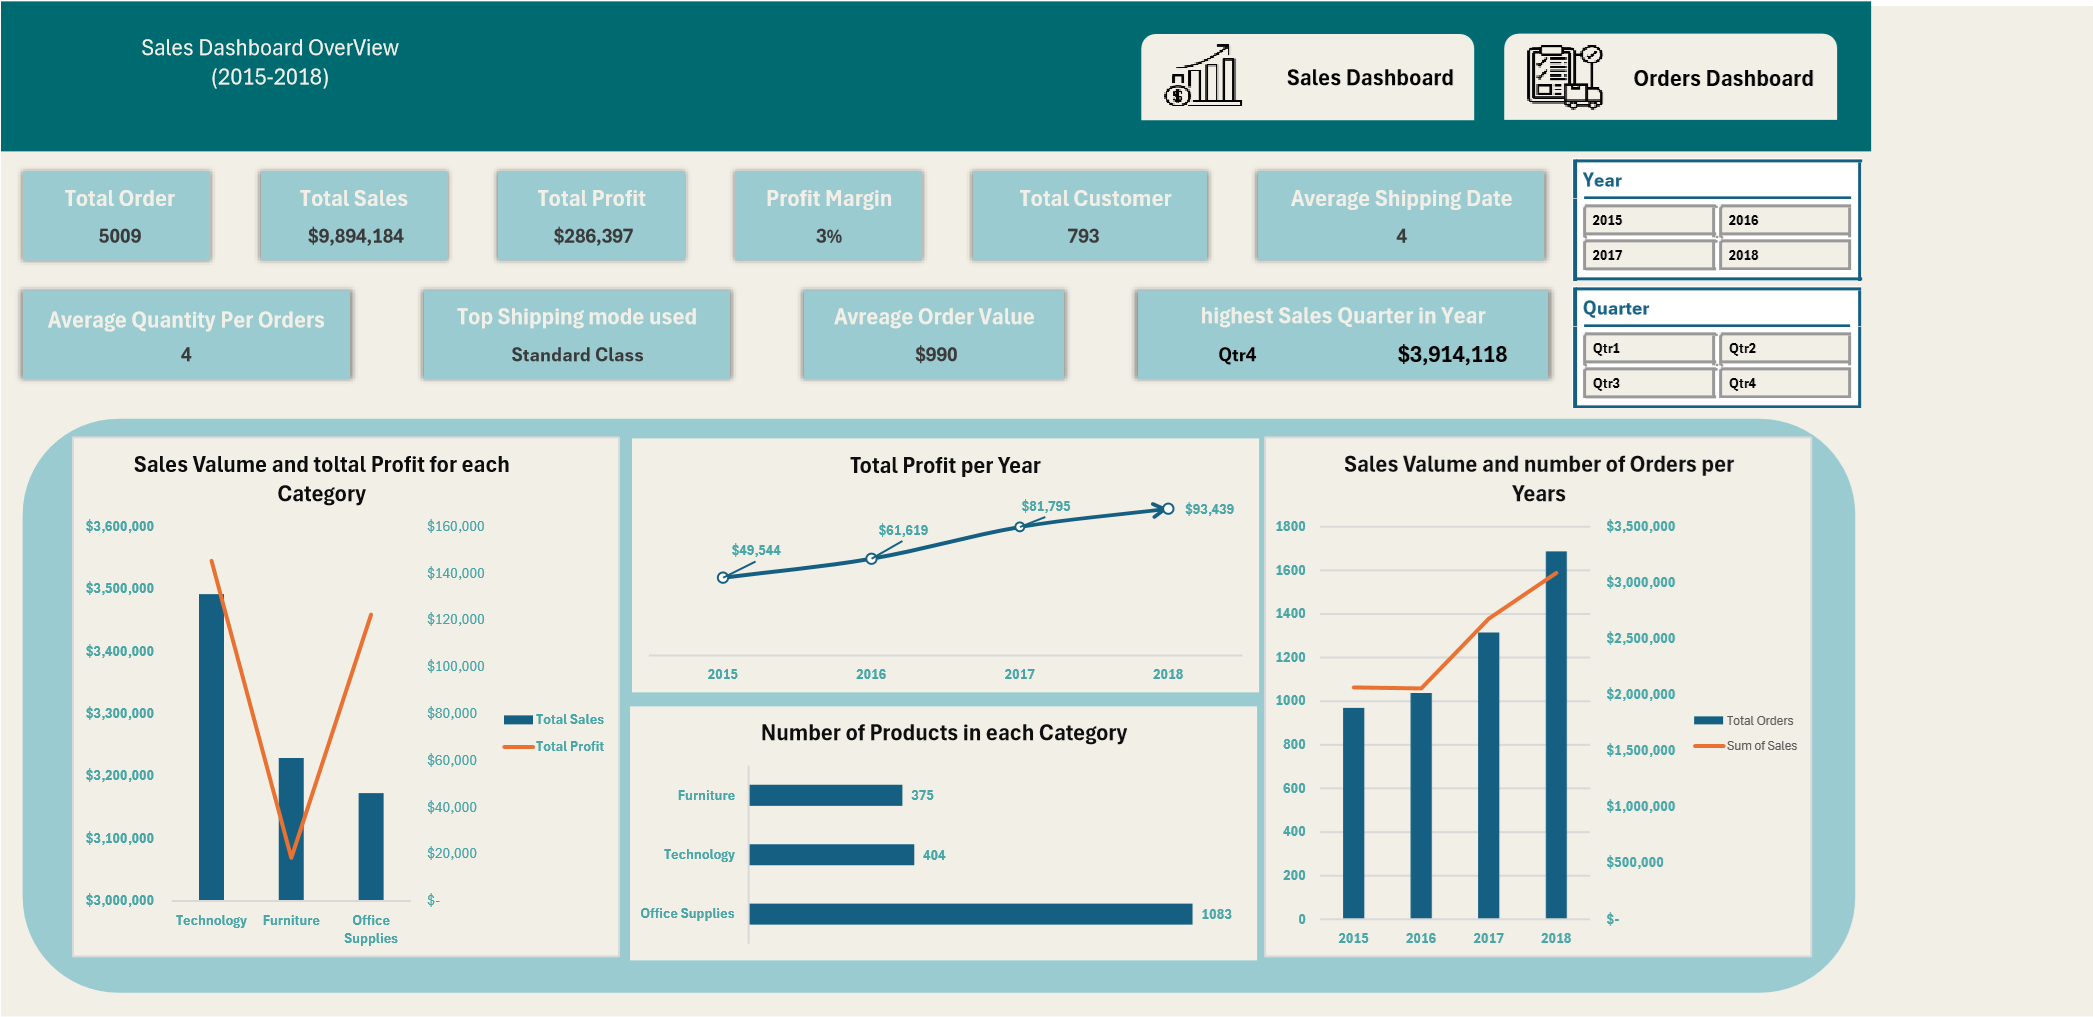 Sales Dashboard OverView
(2015-2018)
Sales Dashboard
Orders Dashboard
Total Order
5009
Total Sales
$9,894,184
Total Profit
$286,397
Profit Margin
3%
Total Customer
793
Average Shipping Date
4
Year
2015
2016
2017
2018
Average Quantity Per Orders
4
Top Shipping mode used
Standard Class
Avreage Order Value
$990
highest Sales Quarter in Year
Qtr4 $3,914,118
Quarter
Qtr1
Qtr2
Qtr3
Qtr4
Sales Valume and toltal Profit for each
Category
$3,600,000
$3,500,000
$3,400,000
$3,300,000
$3,200,000
$3,100,000
$3,000,000
$160,000
$140,000
$120,000
$100,000
$80,000
$60,000
$40,000
$20,000
$-
Technology
Furniture
Office
Supplies
Total Sales
Total Profit
Total Profit per Year
$49,544
$61,619
$81,795
$93,439
2015
2016
2017
2018
Number of Products in each Category
Furniture
375
Technology
404
Office Supplies
1083
Sales Valume and number of Orders per
Years
1800
1600
1400
1200
1000
800
600
400
200
0
$3,500,000
$3,000,000
$2,500,000
$2,000,000
$1,500,000
$1,000,000
$500,000
$-
2015
2016
2017
2018
Total Orders
Sum of Sales